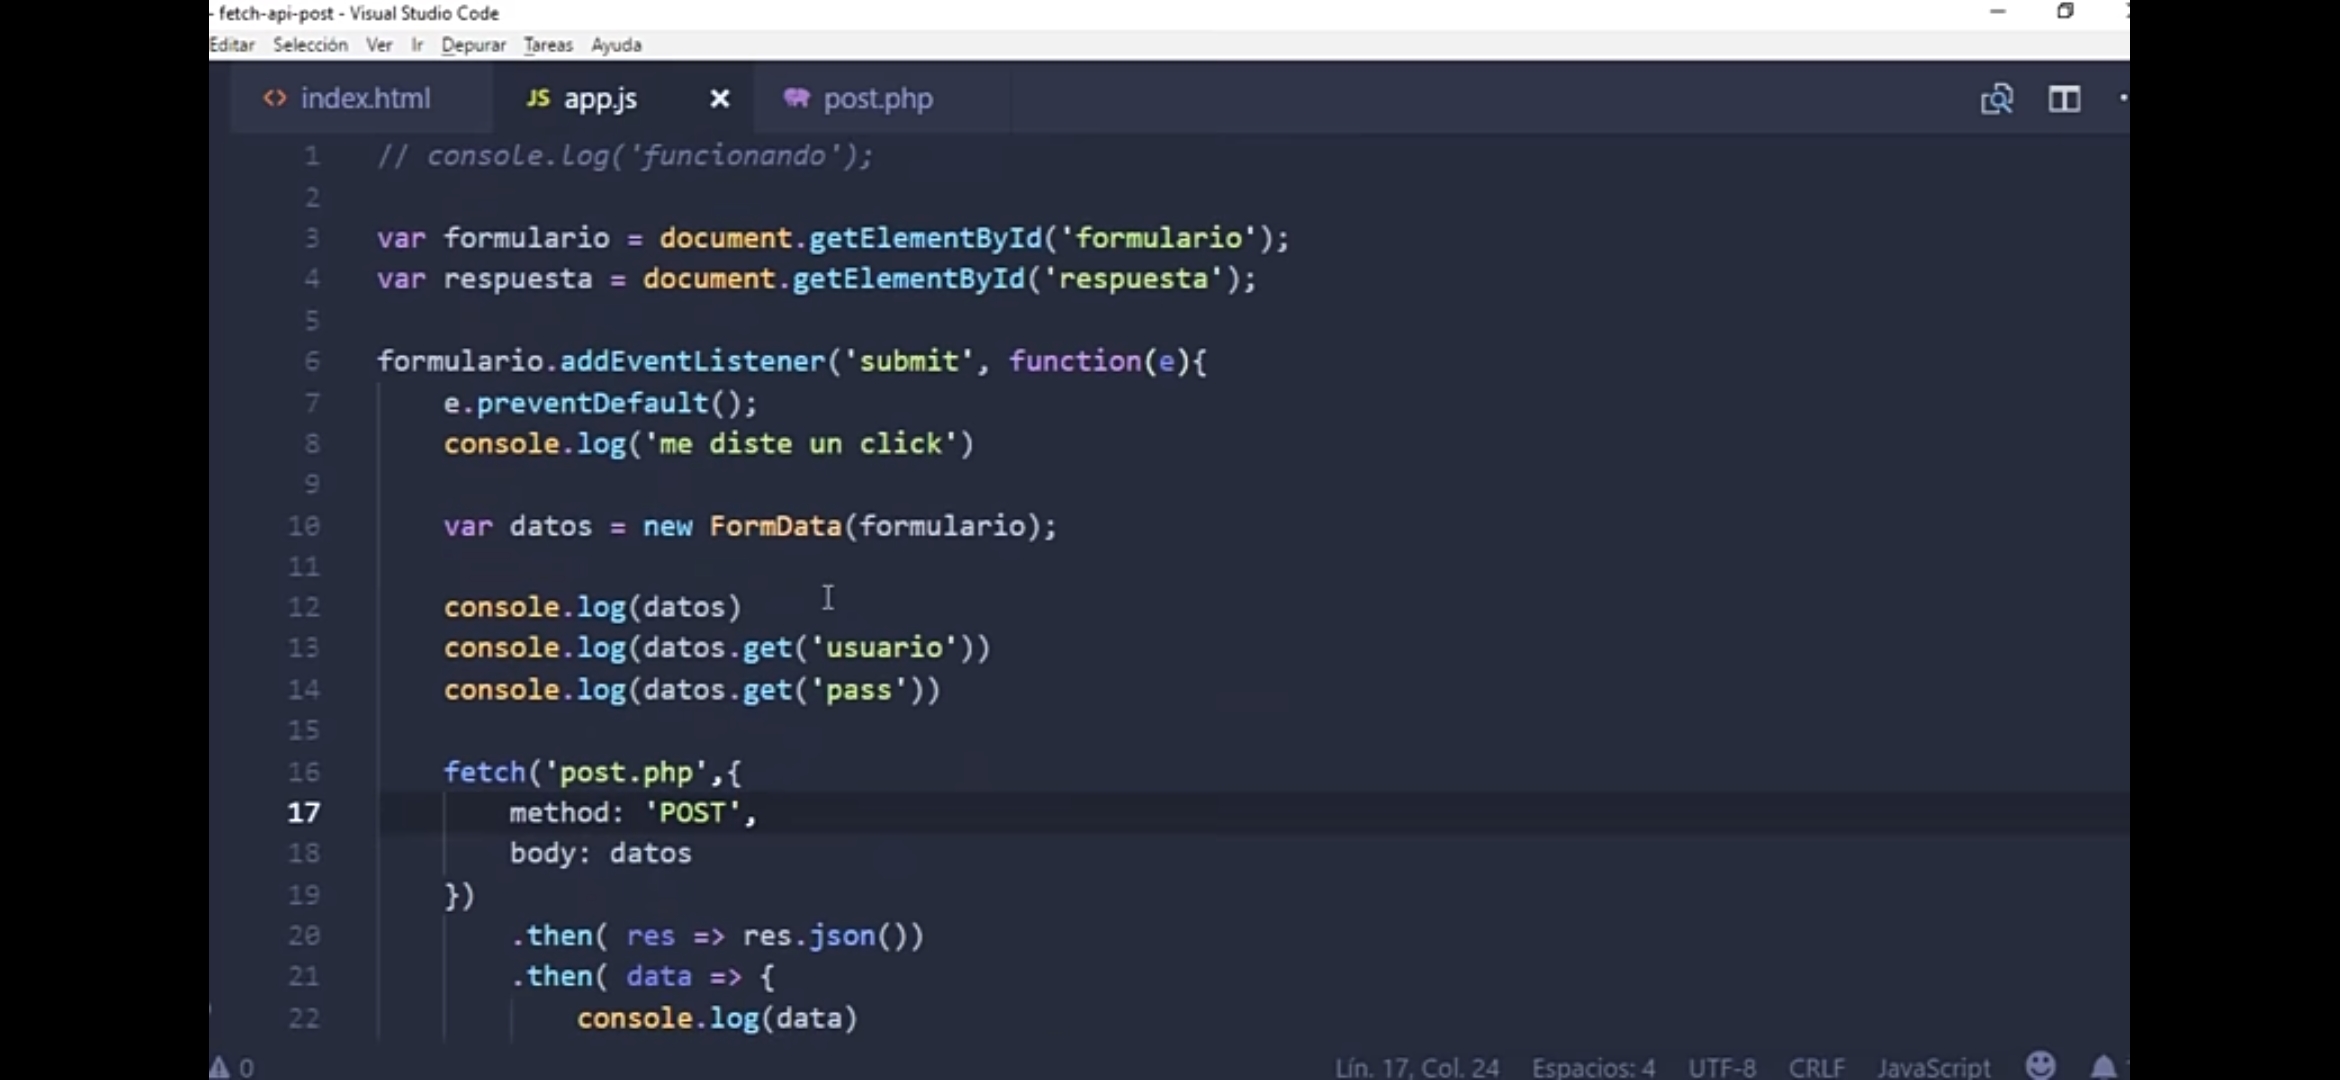 - fetch-api-post - Visual Studio Code
Editar Selección Ver Ir Depurar Tareas Ayuda
<> index.html JS app.js × post.php
1 // console.log('funcionando');
2
3 var formulario = document.getElementById('formulario');
4 var respuesta = document.getElementById('respuesta');
5
6 formulario.addEventListener('submit', function(e){
7 e.preventDefault();
8 console.log('me diste un click')
9
10 var datos = new FormData(formulario);
11
12 console.log(datos)
13 console.log(datos.get('usuario'))
14 console.log(datos.get('pass'))
15
16 fetch('post.php',{
17 method: 'POST',
18 body: datos
19 })
20 .then( res => res.json())
21 .then( data => {
22 console.log(data)
0 Lín. 17, Col. 24 Espacios: 4 UTF-8 CRLF JavaScript